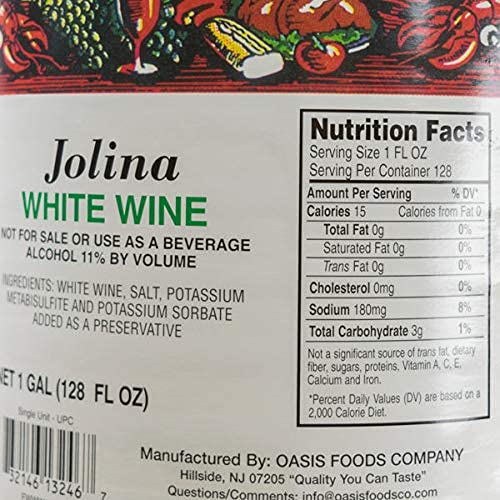 Jolina
WHITE WINE
NOT FOR SALE OR USE AS A BEVERAGE
ALCOHOL 11% BY VOLUME
INGREDIENTS: WHITE WINE, SALT, POTASSIUM
METABISULFITE AND POTASSIUM SORBATE
ADDED AS A PRESERVATIVE
NET 1 GAL (128 FL OZ)
Single Unit - UPC
52146 13246 7
Nutrition Facts
Serving Size 1 FL OZ
Serving Per Container 128
Amount Per Serving % DV*
Calories 15 Calories from Fat 0
Total Fat 0g 0%
Saturated Fat 0g 0%
Trans Fat 0g
Cholesterol 0mg 0%
Sodium 180mg 8%
Total Carbohydrate 3g 1%
Not a significant source of trans fat, dietary
fiber, sugars, proteins, Vitamin A, C, E,
Calcium and Iron.
*Percent Daily Values (DV) are based on a
2,000 Calorie Diet.
Manufactured By: OASIS FOODS COMPANY
Hillside, NJ 07205 "Quality You Can Taste"
Questions/Comments: info@oasisfoodsco.com